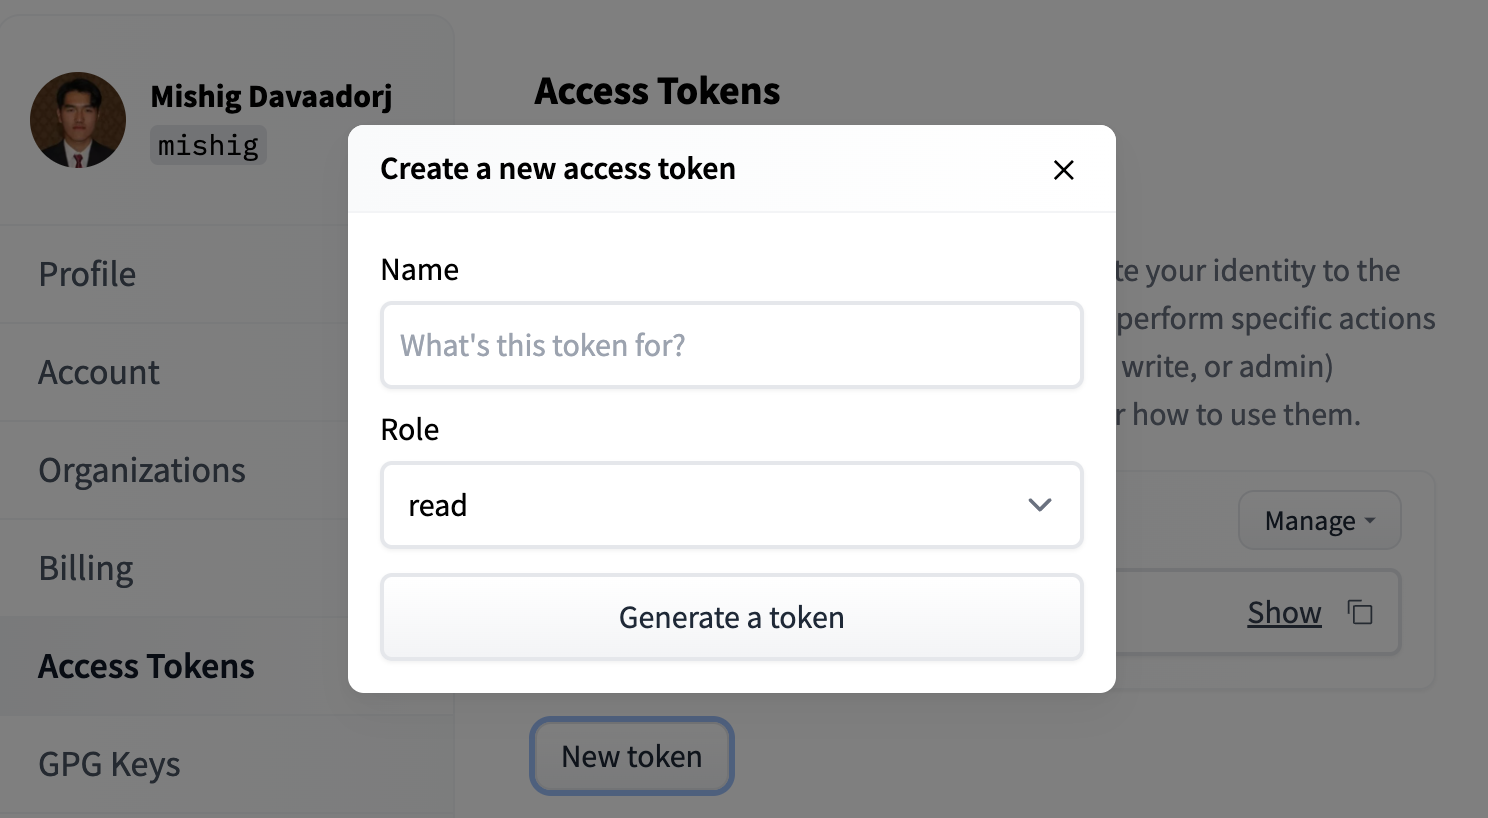 Mishig Davaadorj
mishig
Profile
Account
Organizations
Billing
Access Tokens
GPG Keys
Access Tokens
your identity to the
perform specific actions
write, or admin)
how to use them.
Manage
Show
New token
Create a new access token
Name
What's this token for?
Role
read
Generate a token